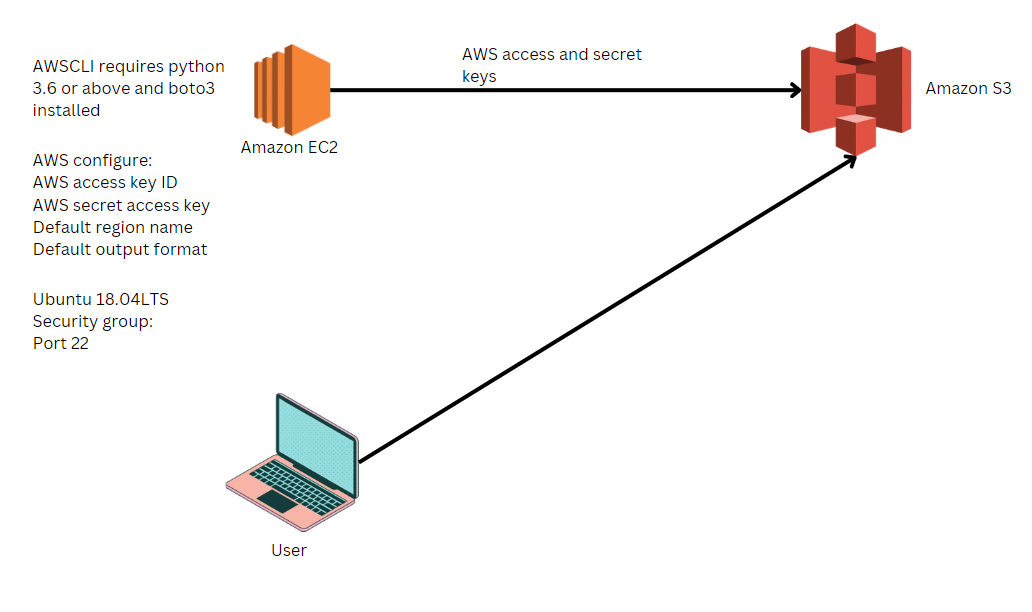 AWSCLI requires python
3.6 or above and boto3
installed
AWS configure:
AWS access key ID
AWS secret access key
Default region name
Default output format
Ubuntu 18.04LTS
Security group:
Port 22
Amazon EC2
AWS access and secret
keys
Amazon S3
User